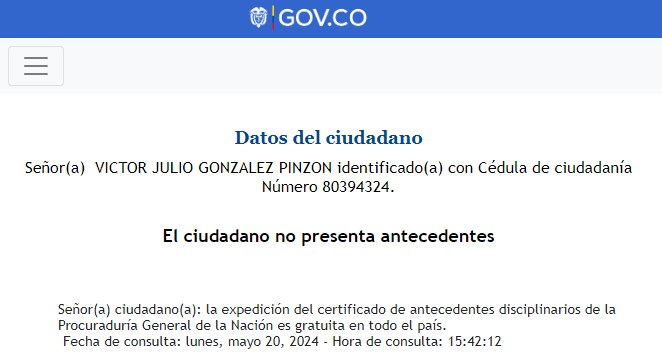 GOV.CO
Datos del ciudadano
Señor(a) VICTOR JULIO GONZALEZ PINZON identificado(a) con Cédula de ciudadanía
Número 80394324.
El ciudadano no presenta antecedentes
Señor(a) ciudadano(a): la expedición del certificado de antecedentes disciplinarios de la
Procuraduría General de la Nación es gratuita en todo el país.
Fecha de consulta: lunes, mayo 20, 2024 - Hora de consulta: 15:42:12